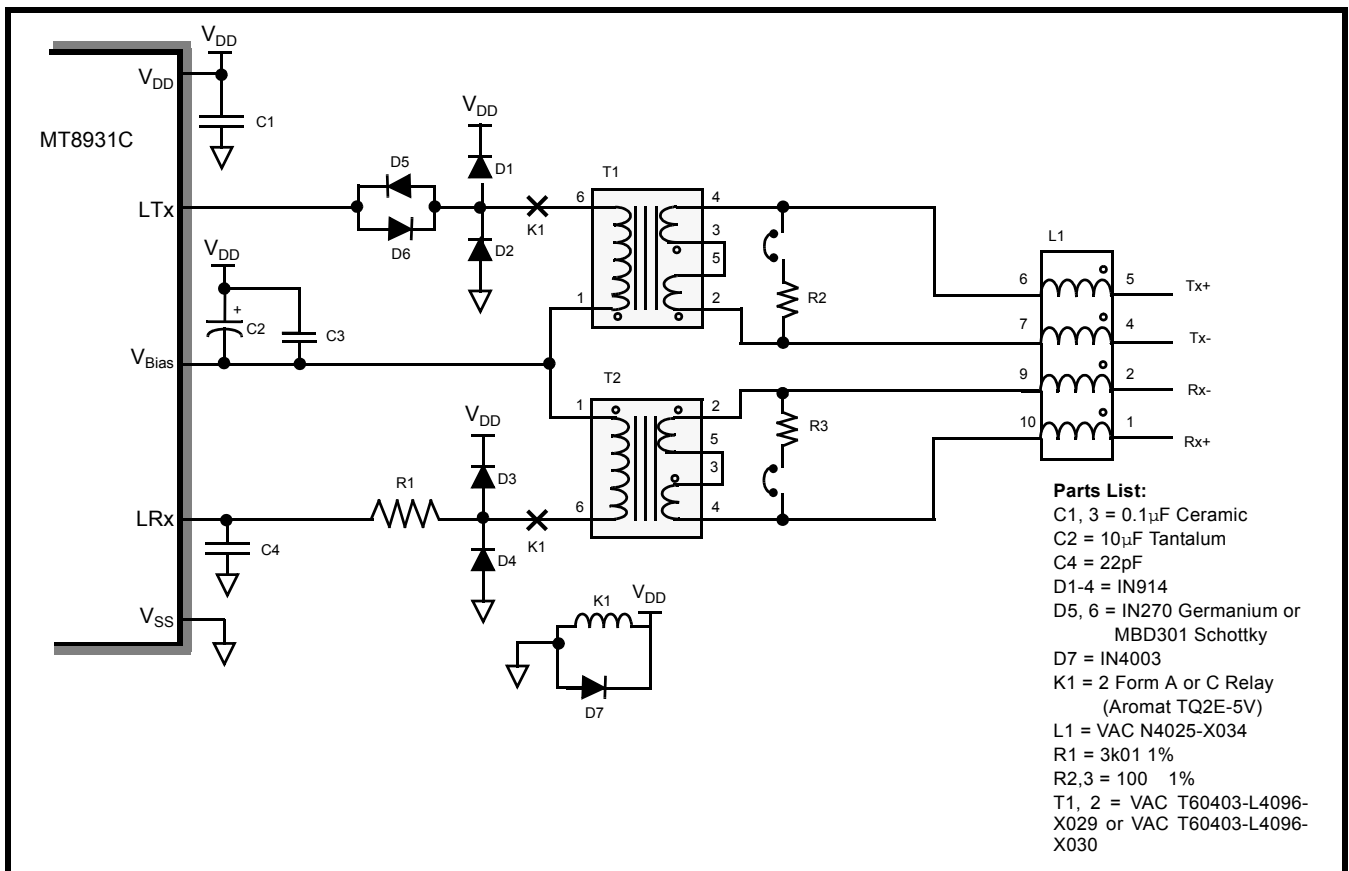 VDD
VDD
MT8931C
C1
VDD
D5
D1
K1
D6
D2
LTx
VDD
+
C2
C3
VBias
T1
6
4
3
5
1
2
R2
L1
6
5
Tx+
7
4
Tx-
9
2
Rx-
10
1
Rx+
T2
1
2
5
3
6
4
R3
VDD
D3
R1
LRx
K1
C4
D4
VSS
K1
VDD
D7
Parts List:
C1, 3 = 0.1μF Ceramic
C2 = 10μF Tantalum
C4 = 22pF
D1-4 = IN914
D5, 6 = IN270 Germanium or
MBD301 Schottky
D7 = IN4003
K1 = 2 Form A or C Relay
(Aromat TQ2E-5V)
L1 = VAC N4025-X034
R1 = 3k01 1%
R2,3 = 100 1%
T1, 2 = VAC T60403-L4096-
X029 or VAC T60403-L4096-
X030